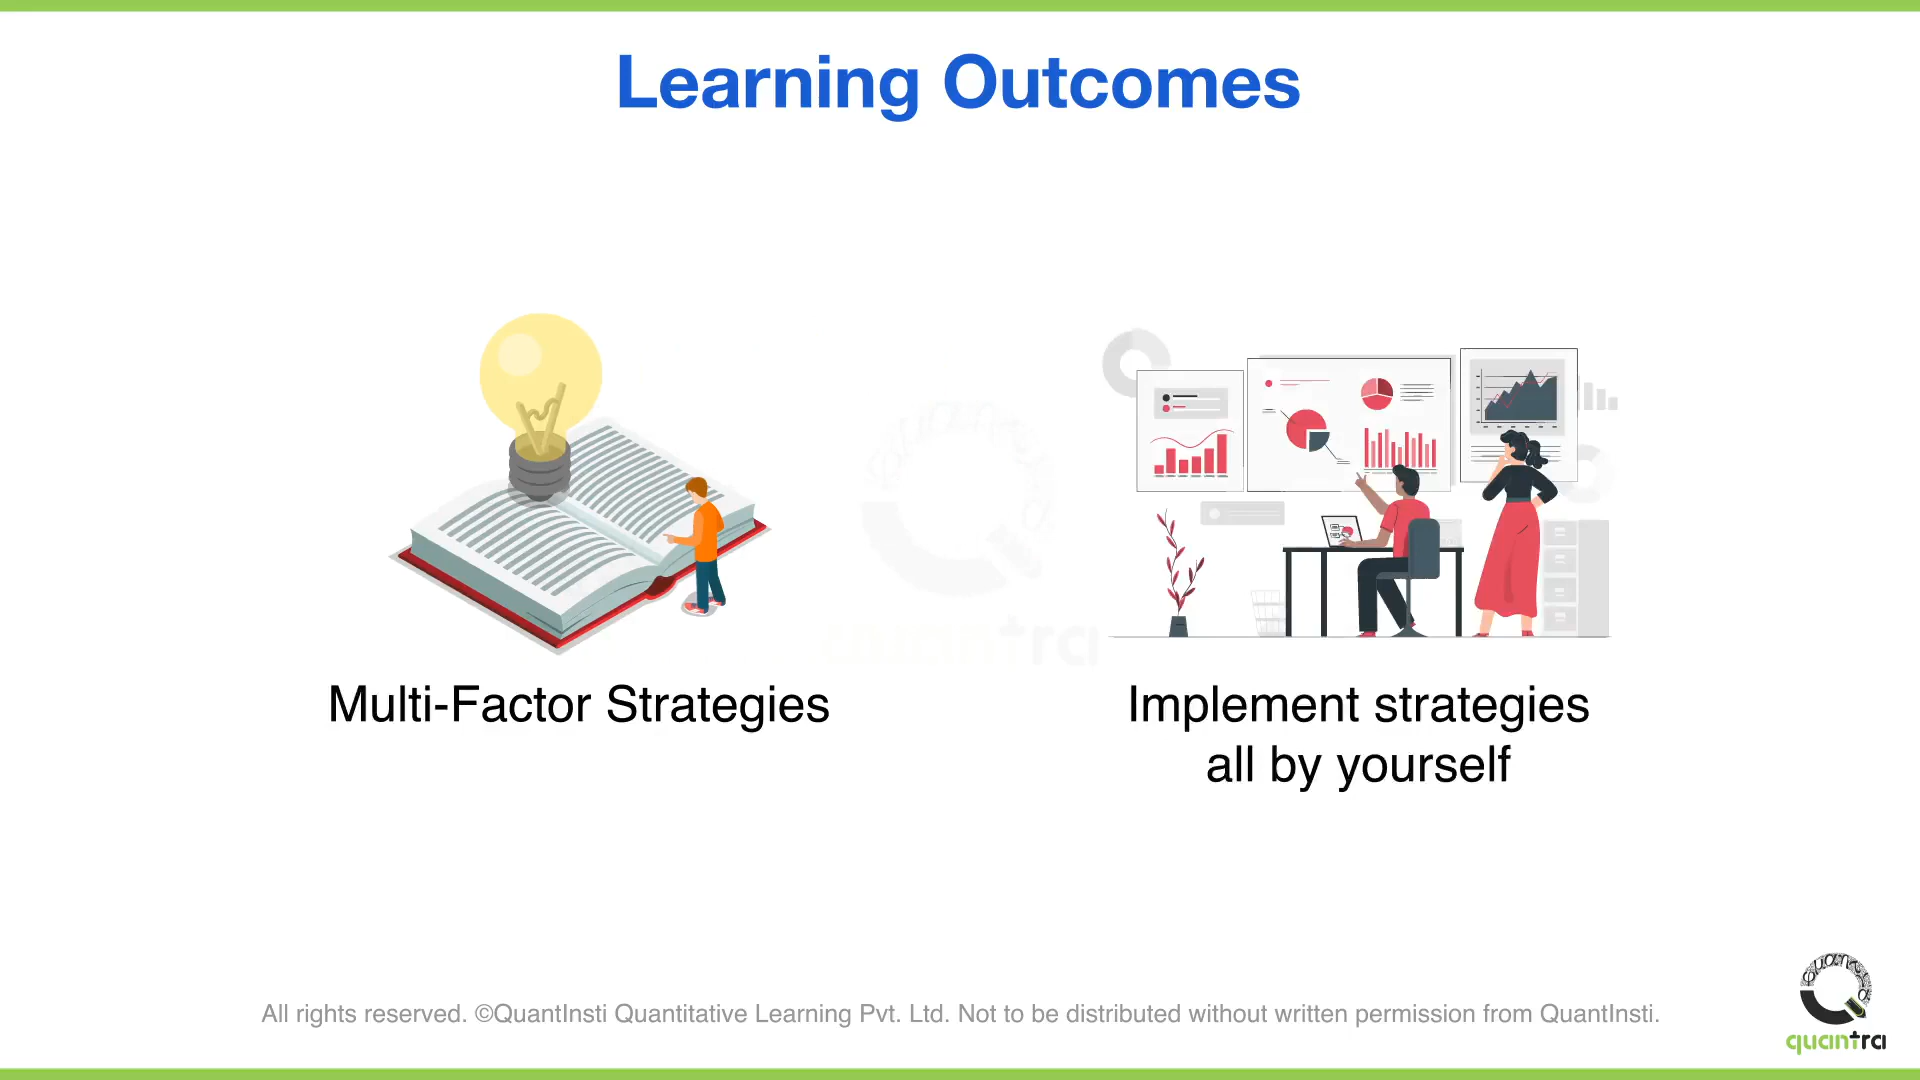 Learning Outcomes
Multi-Factor Strategies
Implement strategies
all by yourself
All rights reserved. ©QuantInsti Quantitative Learning Pvt. Ltd. Not to be distributed without written permission from QuantInsti.
quantra